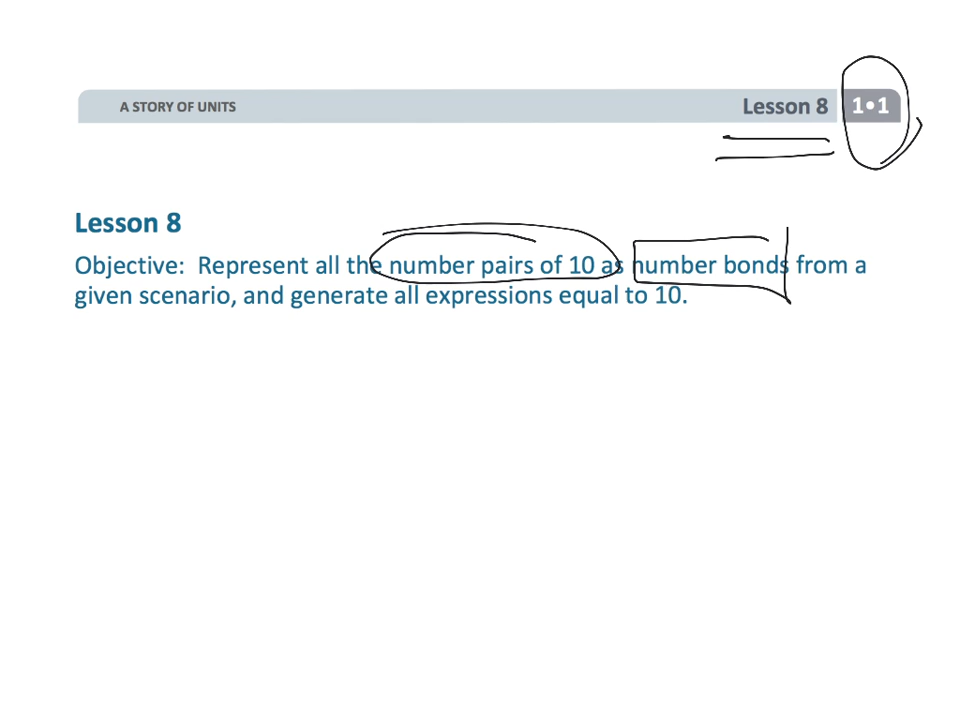 A STORY OF UNITS
Lesson 8 1•1
Lesson 8
Objective: Represent all the number pairs of 10 as number bonds from a
given scenario, and generate all expressions equal to 10.